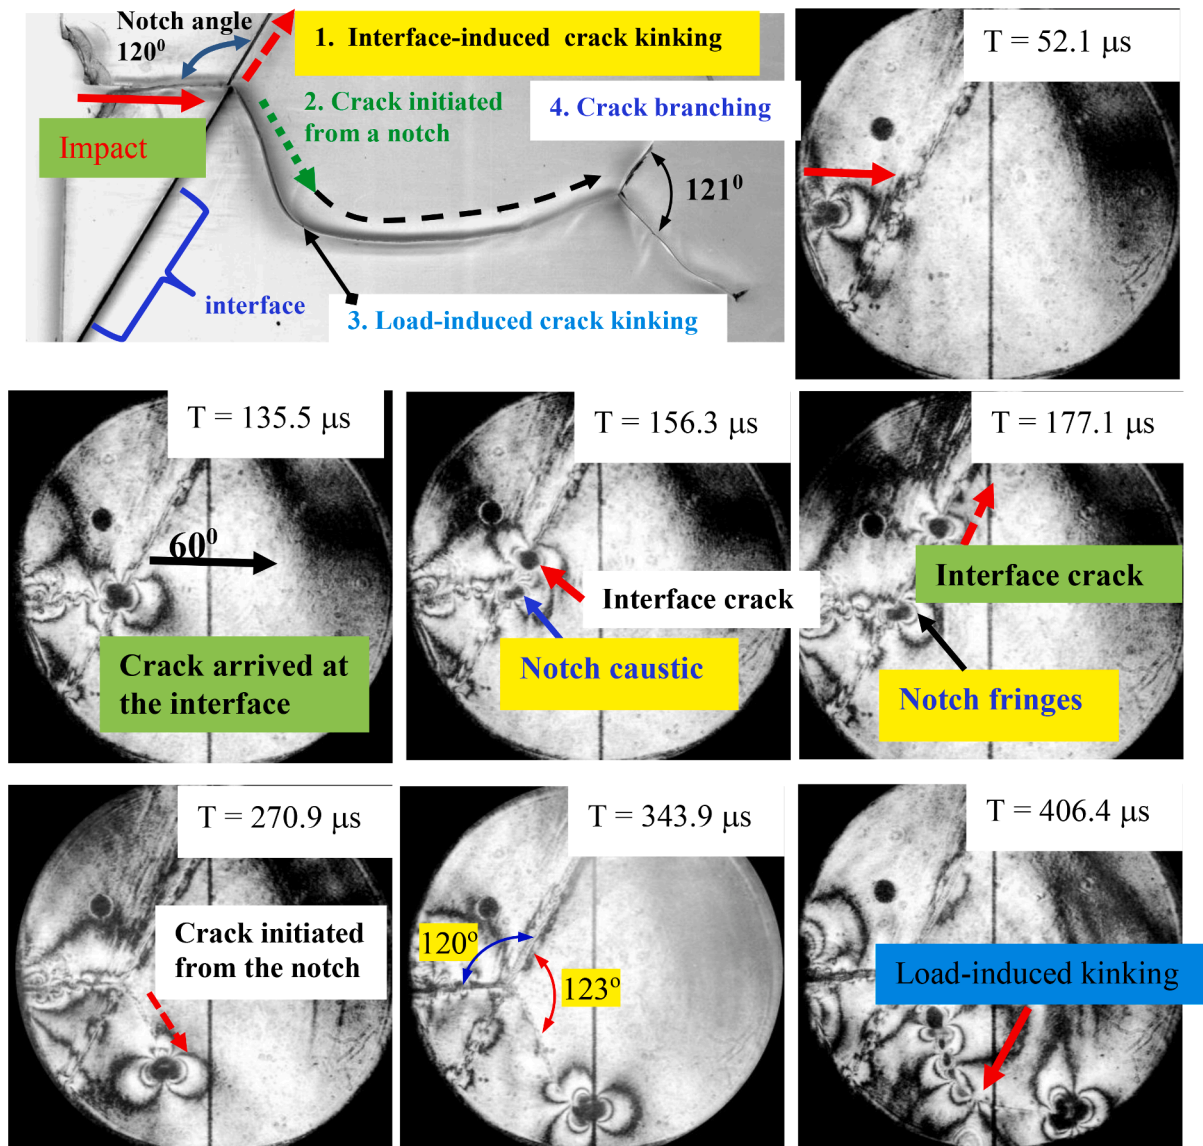 Notch angle
120⁰
1. Interface-induced crack kinking
2. Crack initiated
from a notch
4. Crack branching
Impact
121⁰
interface
3. Load-induced crack kinking
T = 52.1 μs
T = 135.5 μs
60⁰
Crack arrived at
the interface
T = 156.3 μs
Interface crack
Notch caustic
T = 177.1 μs
Interface crack
Notch fringes
T = 270.9 μs
Crack initiated
from the notch
T = 343.9 μs
120º
123º
T = 406.4 μs
Load-induced kinking